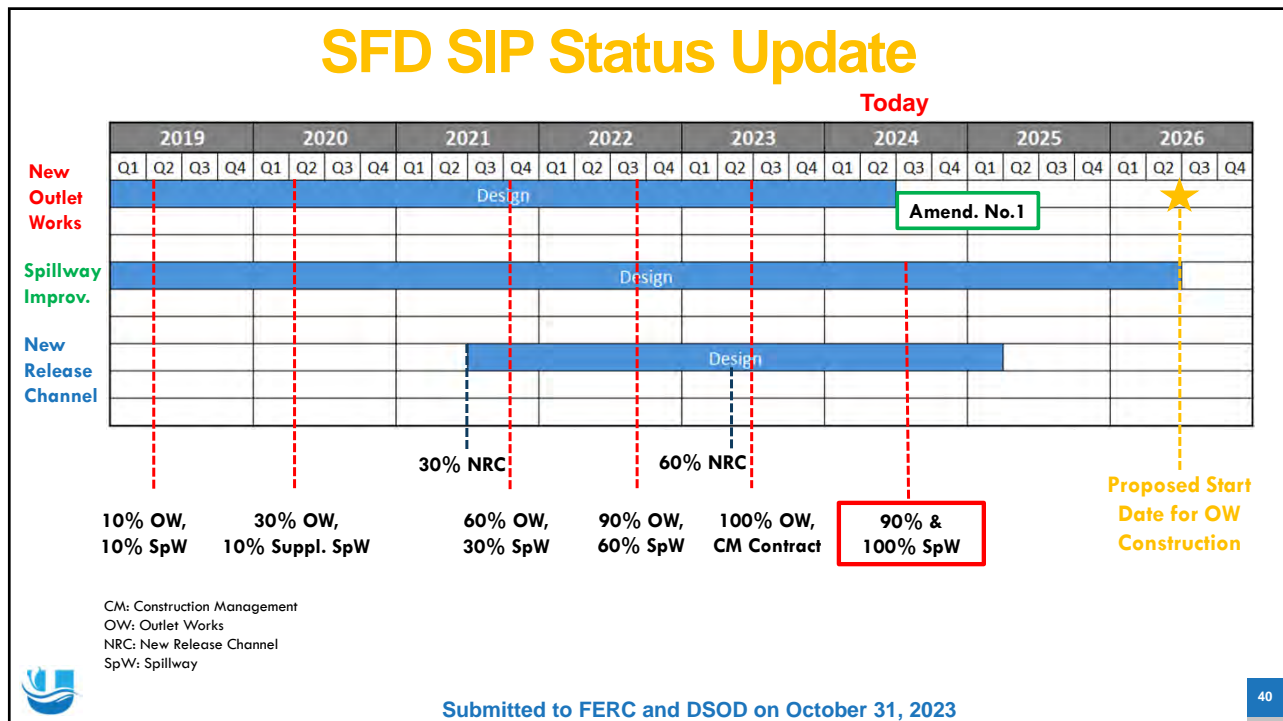 SFD SIP Status Update
Today
2019 2020 2021 2022 2023 2024 2025 2026
Q1 Q2 Q3 Q4 Q1 Q2 Q3 Q4 Q1 Q2 Q3 Q4 Q1 Q2 Q3 Q4 Q1 Q2 Q3 Q4 Q1 Q2 Q3 Q4 Q1 Q2 Q3 Q4 Q1 Q2 Q3 Q4
New
Outlet
Works
Design
Amend. No.1
Spillway
Improv.
Design
New
Release
Channel
Design
30% NRC
60% NRC
10% OW,
10% SpW
30% OW,
10% Suppl. SpW
60% OW,
30% SpW
90% OW,
60% SpW
100% OW,
CM Contract
90% &
100% SpW
Proposed Start
Date for OW
Construction
CM: Construction Management
OW: Outlet Works
NRC: New Release Channel
SpW: Spillway
Submitted to FERC and DSOD on October 31, 2023
40